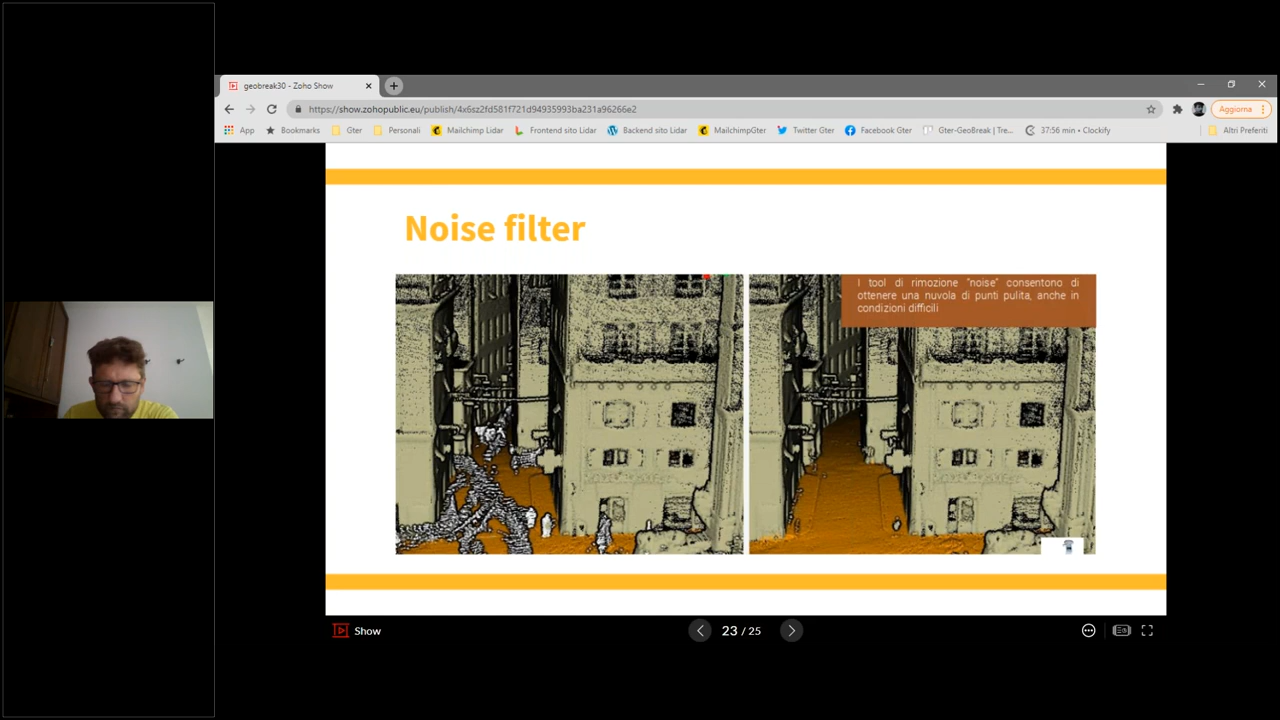 geobreak30 - Zoho Show
https://show.zohopublic.eu/publish/4x6sz2fd581f721d94935993ba231a96266e2
Aggiorna
App
Bookmarks
Gter
Personali
Mailchimp Lidar
Frontend sito Lidar
Backend sito Lidar
MailchimpGter
Twitter Gter
Facebook Gter
Gter-GeoBreak | Tre...
37:56 min • Clockify
Altri Preferiti
Noise filter
I tool di rimozione "noise" consentono di
ottenere una nuvola di punti pulita, anche in
condizioni difficili
Show
23 / 25